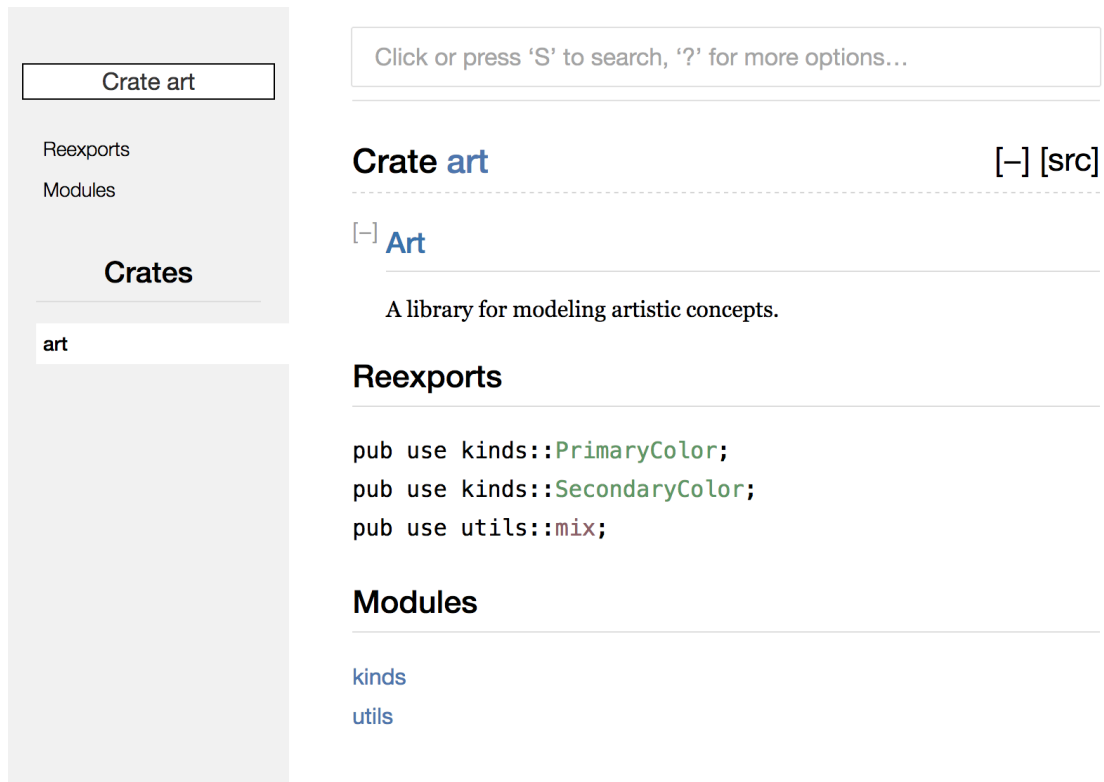 Crate art
Reexports
Modules
Crates
art
Click or press ‘S’ to search, ‘?’ for more options…
Crate art [−] [src]
[−] Art
A library for modeling artistic concepts.
Reexports
pub use kinds::PrimaryColor;
pub use kinds::SecondaryColor;
pub use utils::mix;
Modules
kinds
utils